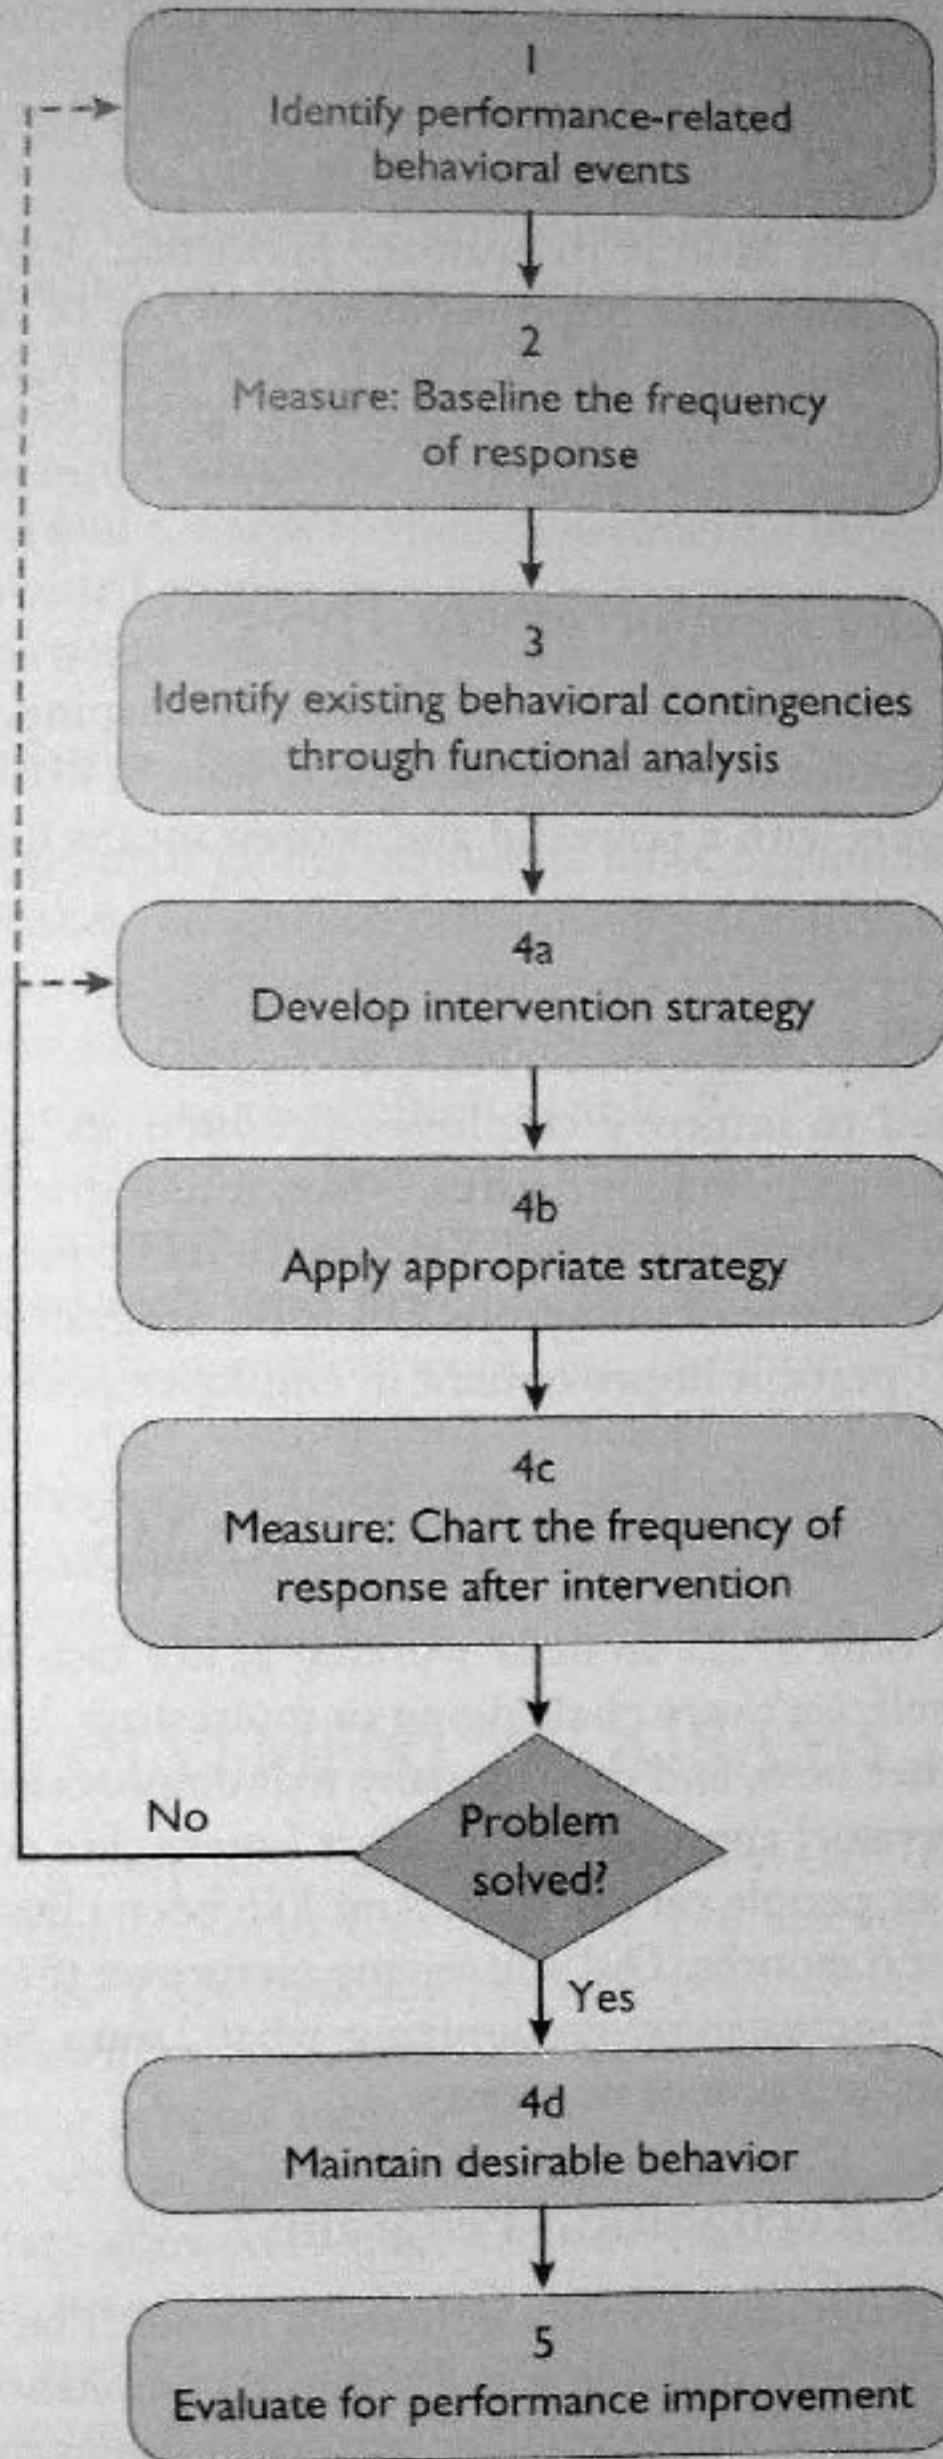 1
Identify performance-related
behavioral events
2
Measure: Baseline the frequency
of response
3
Identify existing behavioral contingencies
through functional analysis
4a
Develop intervention strategy
4b
Apply appropriate strategy
4c
Measure: Chart the frequency of
response after intervention
No
Problem
solved?
Yes
4d
Maintain desirable behavior
5
Evaluate for performance improvement